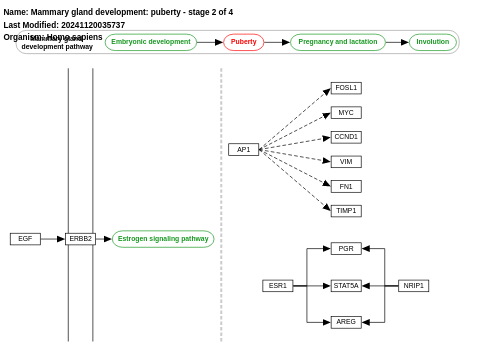 Name: Mammary gland development: puberty - stage 2 of 4
Last Modified: 20241120035737
Organism: Homo sapiens
Mammary gland
development pathway
Embryonic development
Puberty
Pregnancy and lactation
Involution
FOSL1
MYC
CCND1
AP1
VIM
FN1
TIMP1
EGF
ERBB2
Estrogen signaling pathway
PGR
ESR1
STAT5A
NRIP1
AREG